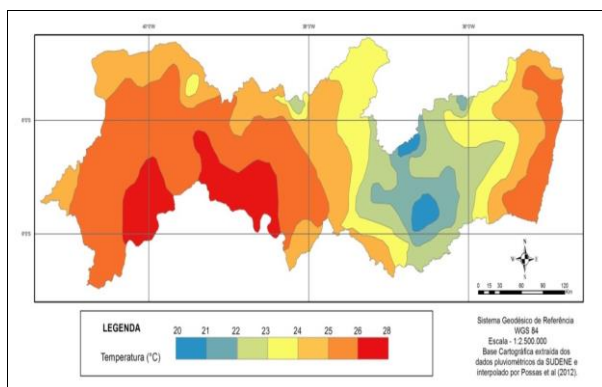 N
W
E
S
0 15 30 60 90 120
km
LEGENDA
20 21 22 23 24 25 26 28
Temperatura (°C)
Sistema Geodésico de Referência
WGS 84
Escala - 1:2.500.000
Base Cartográfica extraída dos
dados pluviométricos da SUDENE e
interpolado por Possas et al (2012).